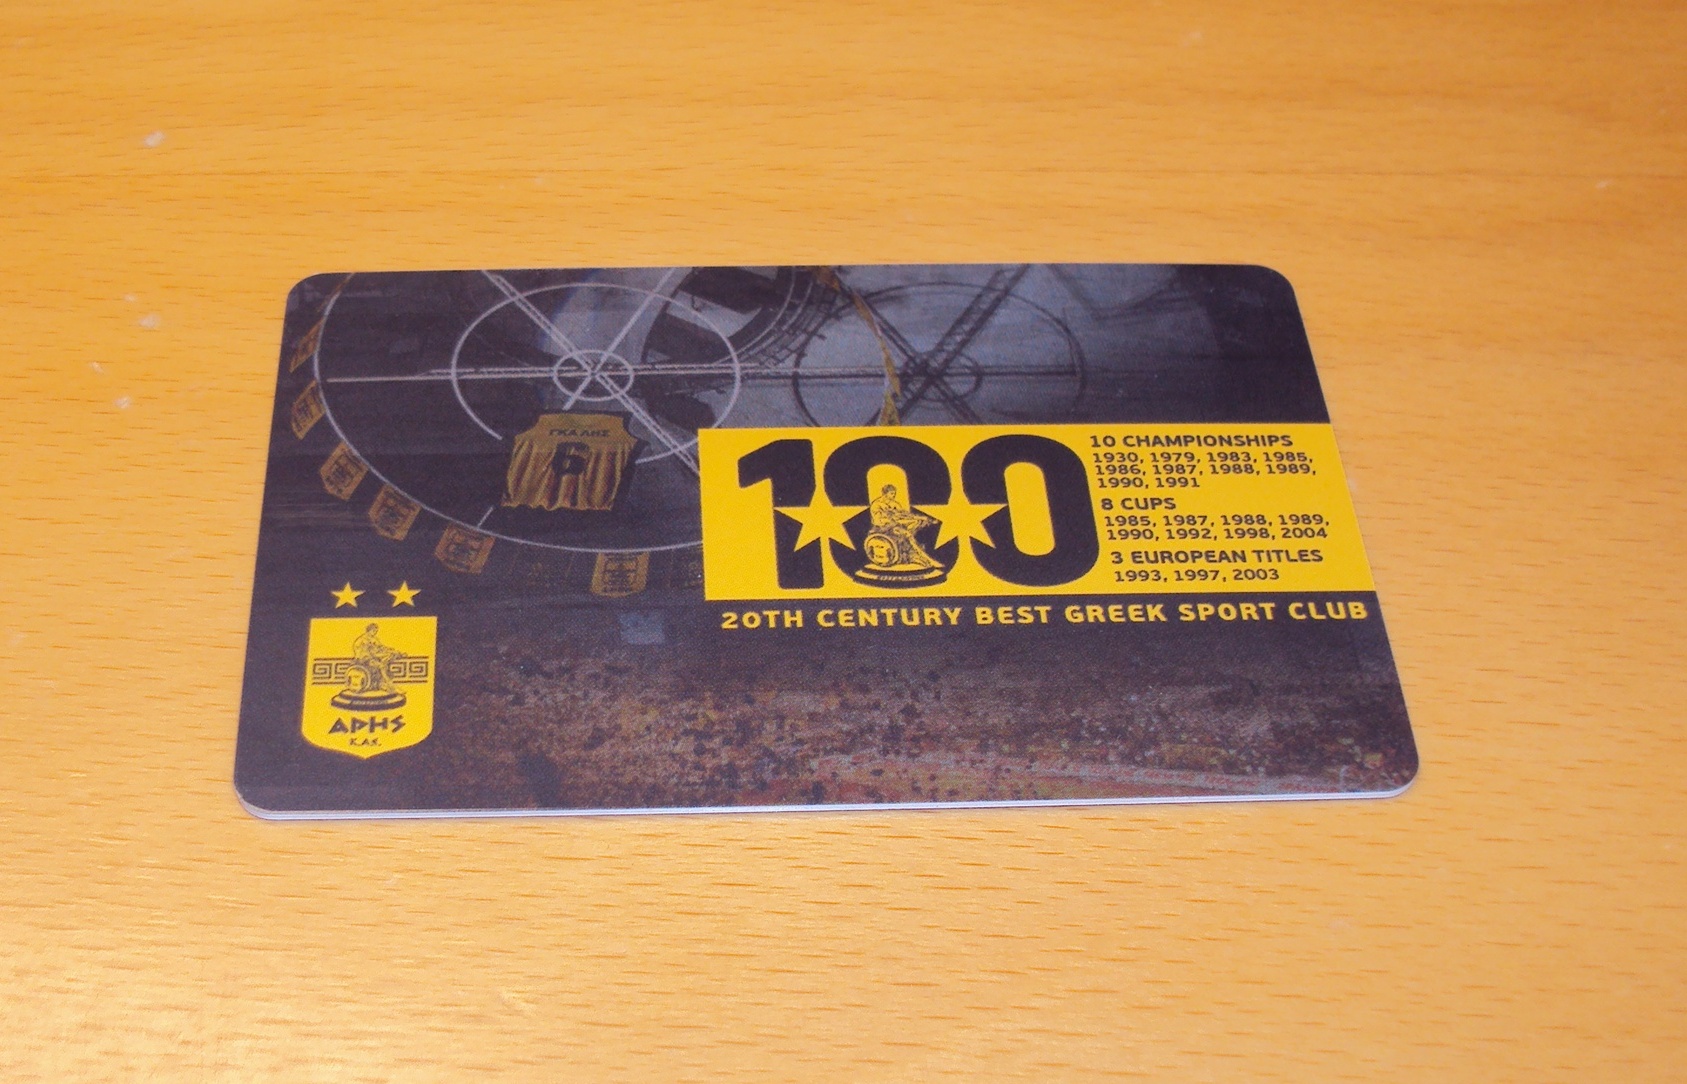 ΓΚΑΛΗΣ
6
100
10 CHAMPIONSHIPS
1930, 1979, 1983, 1985,
1986, 1987, 1988, 1989,
1990, 1991
8 CUPS
1985, 1987, 1988, 1989,
1990, 1992, 1998, 2004
3 EUROPEAN TITLES
1993, 1997, 2003
20TH CENTURY BEST GREEK SPORT CLUB
ΑΡΗS
Κ.Α.Ε.